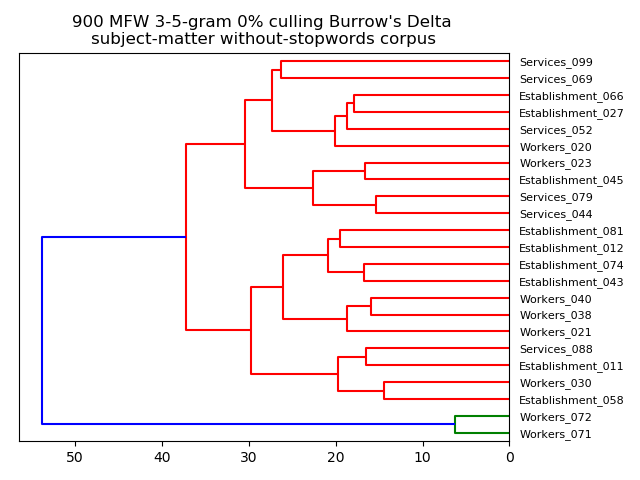 900 MFW 3-5-gram 0% culling Burrow's Delta
subject-matter without-stopwords corpus
Services_099
Services_069
Establishment_066
Establishment_027
Services_052
Workers_020
Workers_023
Establishment_045
Services_079
Services_044
Establishment_081
Establishment_012
Establishment_074
Establishment_043
Workers_040
Workers_038
Workers_021
Services_088
Establishment_011
Workers_030
Establishment_058
Workers_072
Workers_071
50 40 30 20 10 0